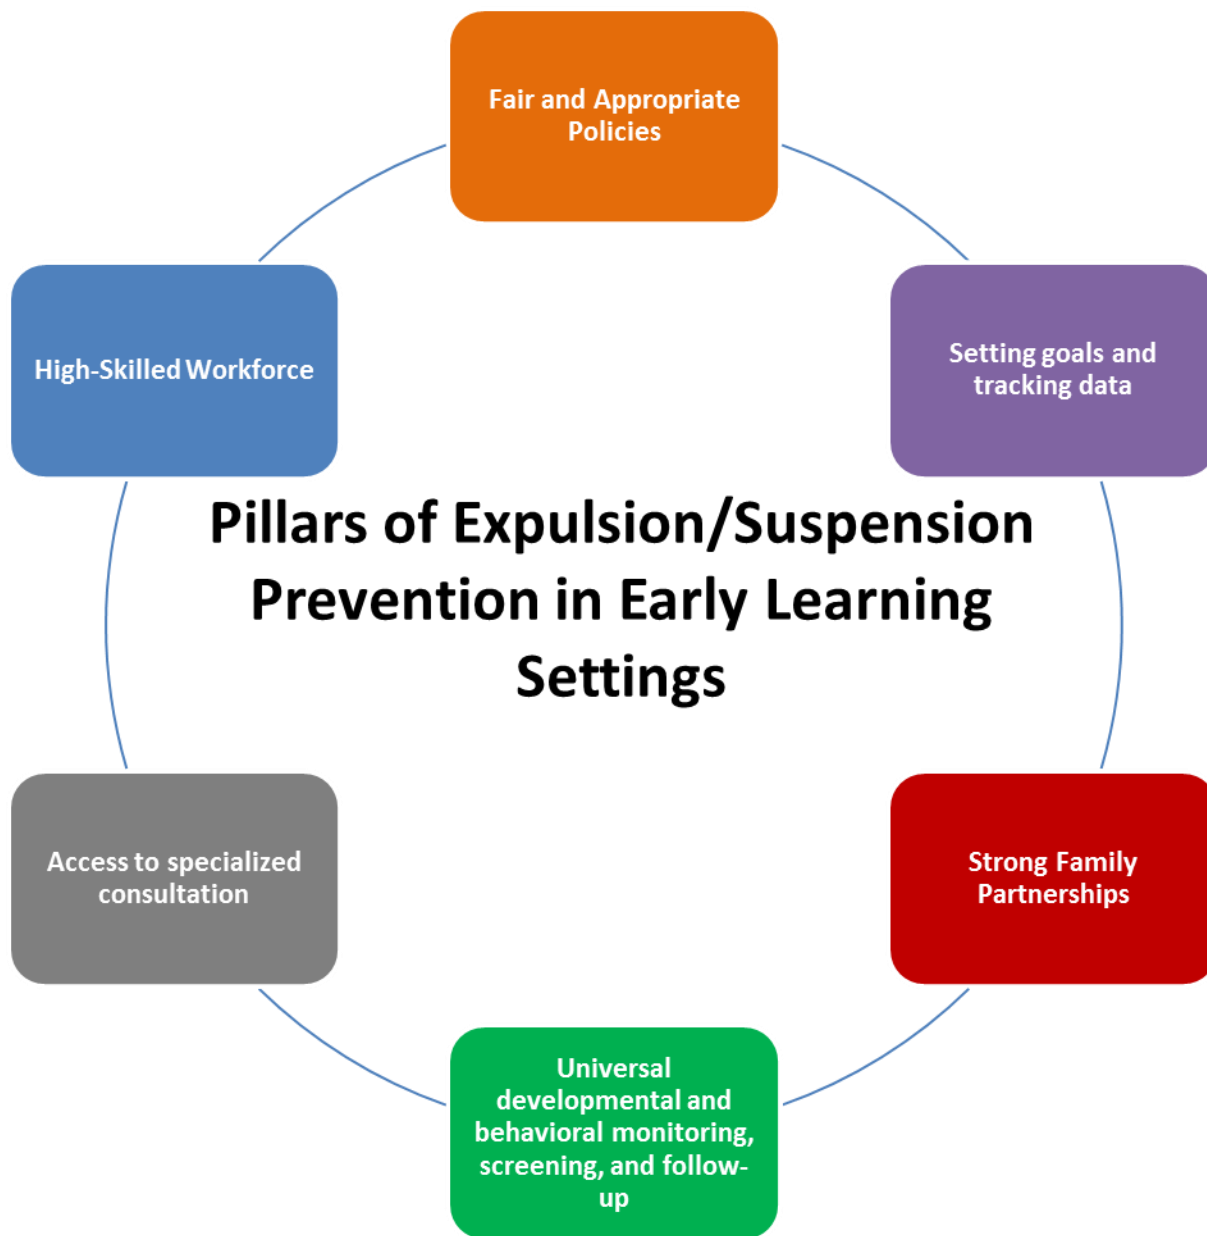 Fair and Appropriate
Policies
Setting goals and
tracking data
Strong Family
Partnerships
Universal
developmental and
behavioral monitoring,
screening, and follow-
up
Access to specialized
consultation
High-Skilled Workforce
Pillars of Expulsion/Suspension
Prevention in Early Learning
Settings